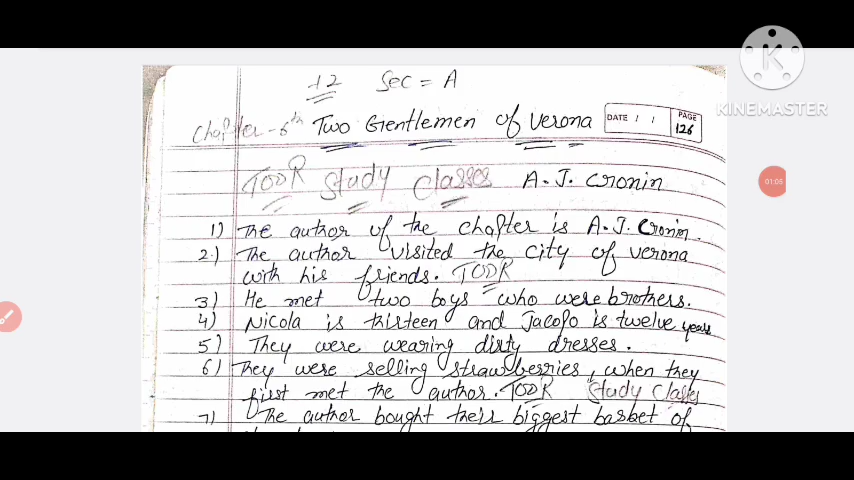 12 Sec = A
Chapter - 6th Two Gentlemen of Verona
DATE / / PAGE 126
KINEMASTER
TODR Study Classes A.J. Cronin
01:05
1) The author of the chapter is A.J. Cronin.
2) The author visited the city of verona
with his friends. TODR
3) He met two boys who were brothers.
4) Nicola is thirteen and Jacopo is twelve years
5) They were wearing dirty dresses.
6) They were selling strawberries, when they
first met the author. TODR Study Classes
7) The author bought their biggest basket of